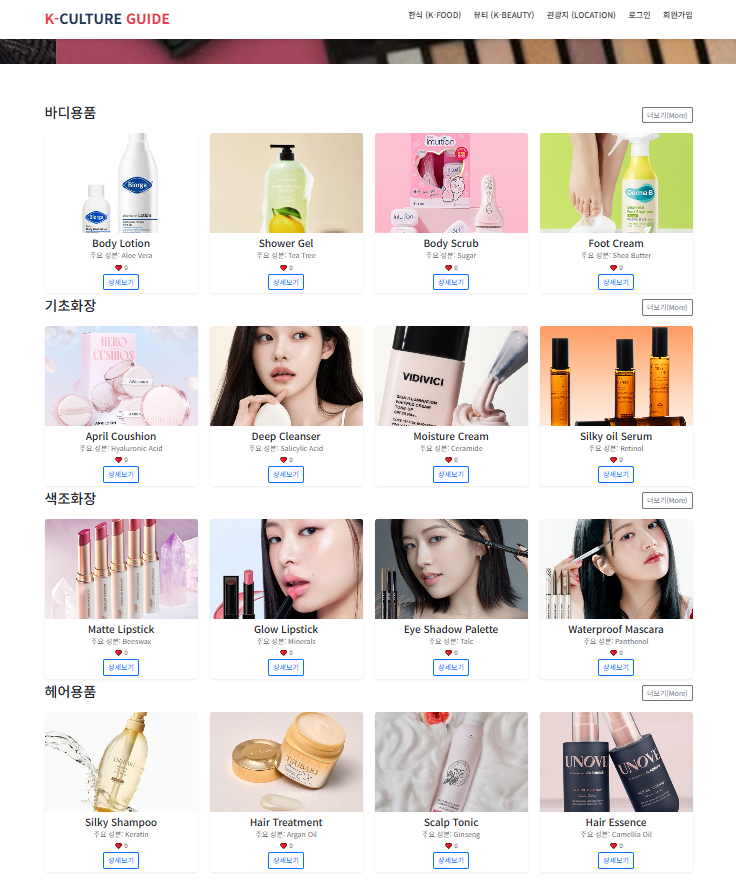 K-CULTURE GUIDE
한식 (K-FOOD) 뷰티 (K-BEAUTY) 관광지 (LOCATION) 로그인 회원가입
바디용품 더보기(More)
Biorga Biorga Intuition Derma B
Body Lotion Shower Gel Body Scrub Foot Cream
주요 성분: Aloe Vera 주요 성분: Tea Tree 주요 성분: Sugar 주요 성분: Shea Butter
0 0 0 0
상세보기 상세보기 상세보기 상세보기
기초화장 더보기(More)
HERO CUSHION VIDIVICI
April Coushion Deep Cleanser Moisture Cream Silky oil Serum
주요 성분: Hyaluronic Acid 주요 성분: Salicylic Acid 주요 성분: Ceramide 주요 성분: Retinol
0 0 0 0
상세보기 상세보기 상세보기 상세보기
색조화장 더보기(More)
Matte Lipstick Glow Lipstick Eye Shadow Palette Waterproof Mascara
주요 성분: Beeswax 주요 성분: Minerals 주요 성분: Talc 주요 성분: Panthenol
0 0 0 0
상세보기 상세보기 상세보기 상세보기
헤어용품 더보기(More)
TSUBAKI TSUBAKI UNOVE UNOVE
Silky Shampoo Hair Treatment Scalp Tonic Hair Essence
주요 성분: Keratin 주요 성분: Argan Oil 주요 성분: Ginseng 주요 성분: Camellia Oil
0 0 0 0
상세보기 상세보기 상세보기 상세보기